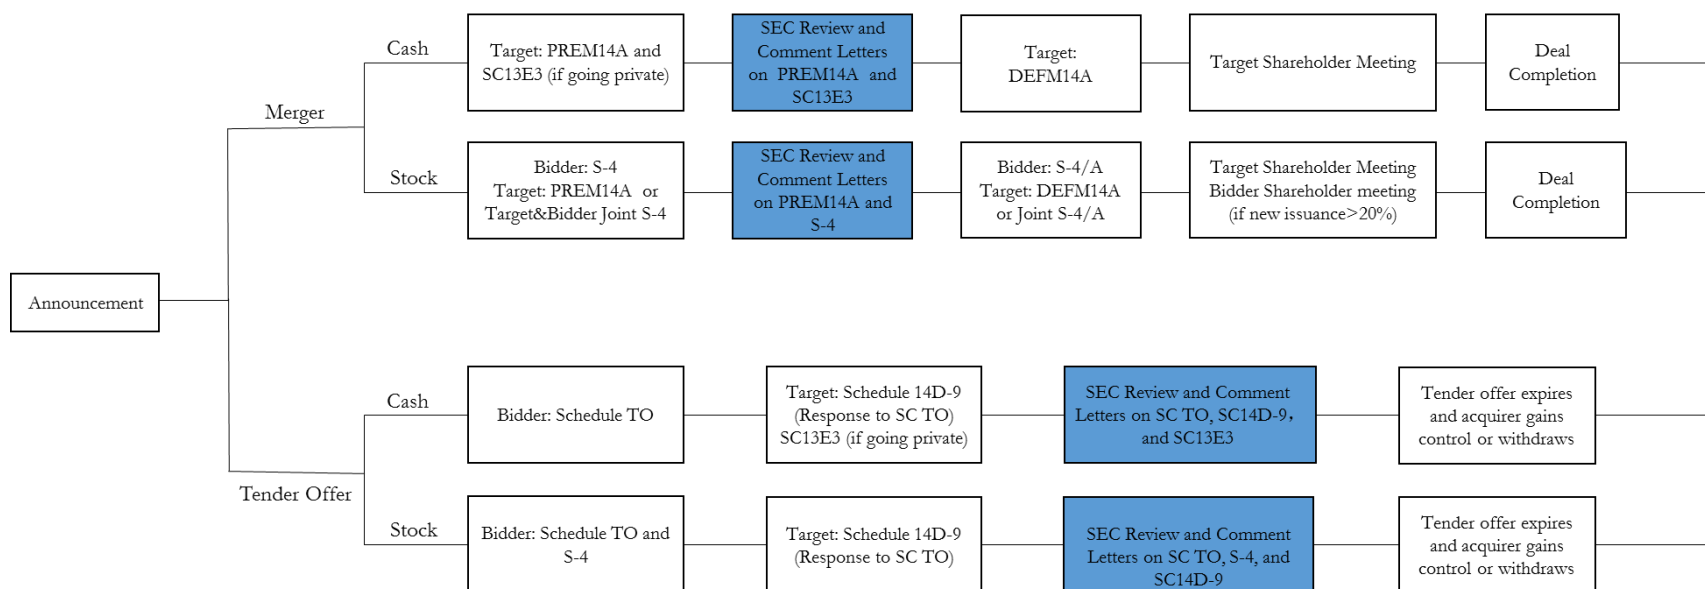 Announcement
Merger
Cash
Target: PREM14A and
SC13E3 (if going private)
SEC Review and
Comment Letters
on PREM14A and
SC13E3
Target:
DEFM14A
Target Shareholder Meeting
Deal
Completion
Stock
Bidder: S-4
Target: PREM14A or
Target&Bidder Joint S-4
SEC Review and
Comment Letters
on PREM14A and
S-4
Bidder: S-4/A
Target: DEFM14A
or Joint S-4/A
Target Shareholder Meeting
Bidder Shareholder meeting
(if new issuance>20%)
Deal
Completion
Tender Offer
Cash
Bidder: Schedule TO
Target: Schedule 14D-9
(Response to SC TO)
SC13E3 (if going private)
SEC Review and Comment
Letters on SC TO, SC14D-9，
and SC13E3
Tender offer expires
and acquirer gains
control or withdraws
Stock
Bidder: Schedule TO and
S-4
Target: Schedule 14D-9
(Response to SC TO)
SEC Review and Comment
Letters on SC TO, S-4, and
SC14D-9
Tender offer expires
and acquirer gains
control or withdraws